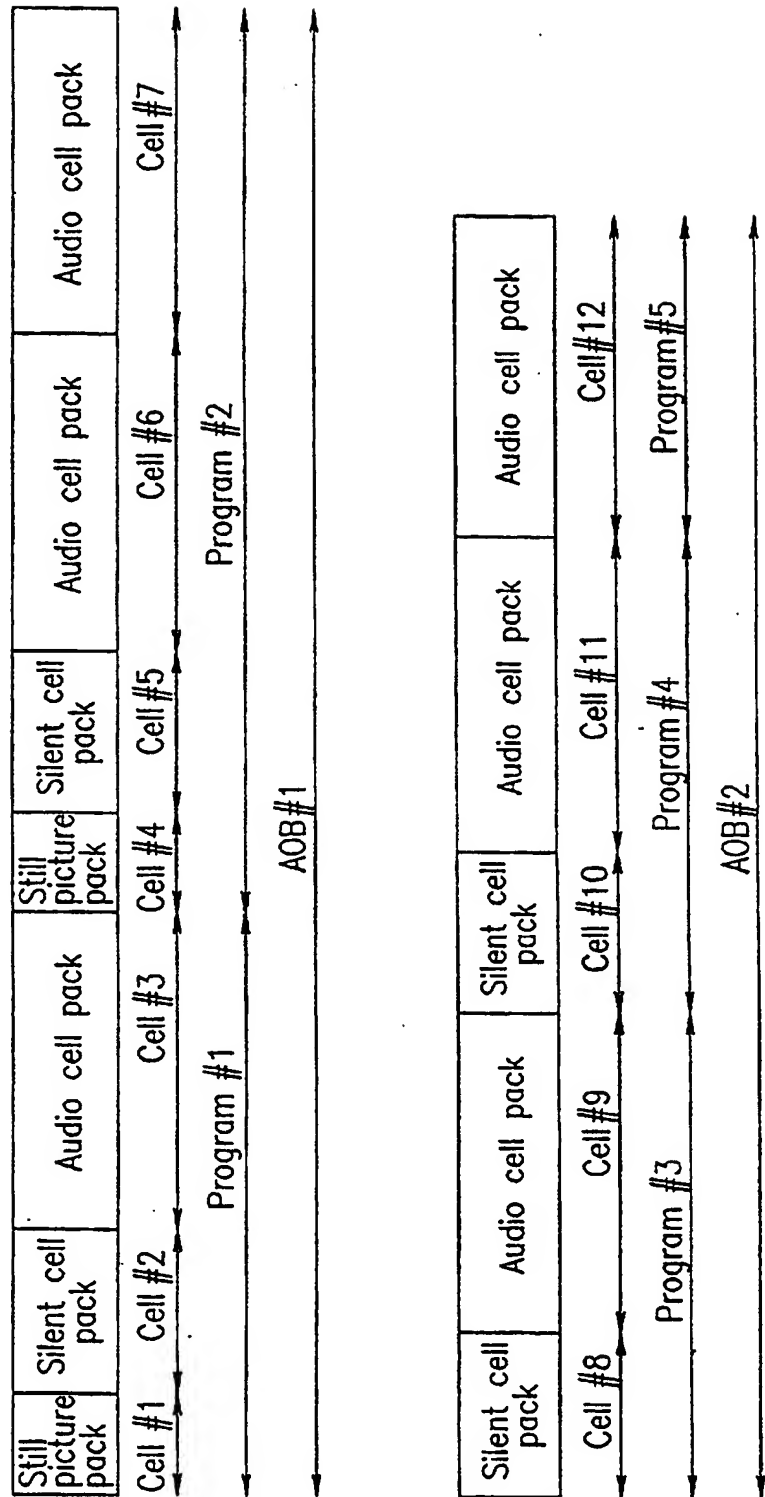 Still
picture
pack
Silent cell
pack
Audio cell pack
Still
picture
pack
Silent cell
pack
Audio cell pack
Audio cell pack
Cell #1
Cell #2
Cell #3
Cell #4
Cell #5
Cell #6
Cell #7
Program #1
Program #2
AOB#1
Silent cell
pack
Audio cell pack
Silent cell
pack
Audio cell pack
Audio cell pack
Cell #8
Cell#9
Cell #10
Cell #11
Cell#12
Program #3
Program#4
Program#5
AOB#2